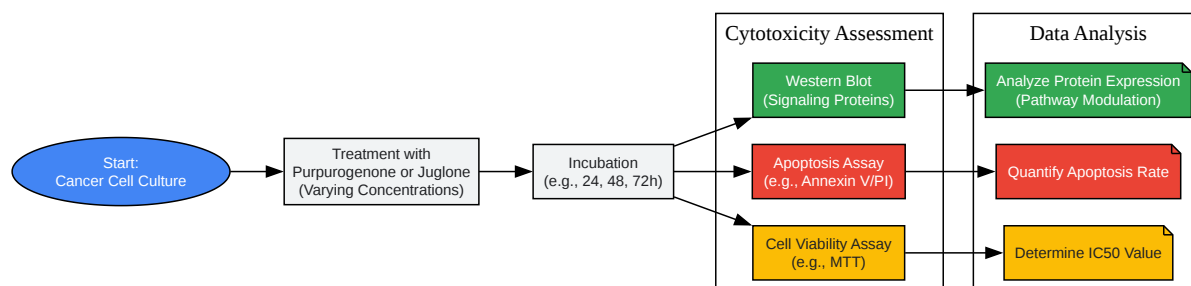 Start:
Cancer Cell Culture
Treatment with
Purpurogenone or Juglone
(Varying Concentrations)
Incubation
(e.g., 24, 48, 72h)
Cytotoxicity Assessment
Western Blot
(Signaling Proteins)
Apoptosis Assay
(e.g., Annexin V/PI)
Cell Viability Assay
(e.g., MTT)
Data Analysis
Analyze Protein Expression
(Pathway Modulation)
Quantify Apoptosis Rate
Determine IC50 Value